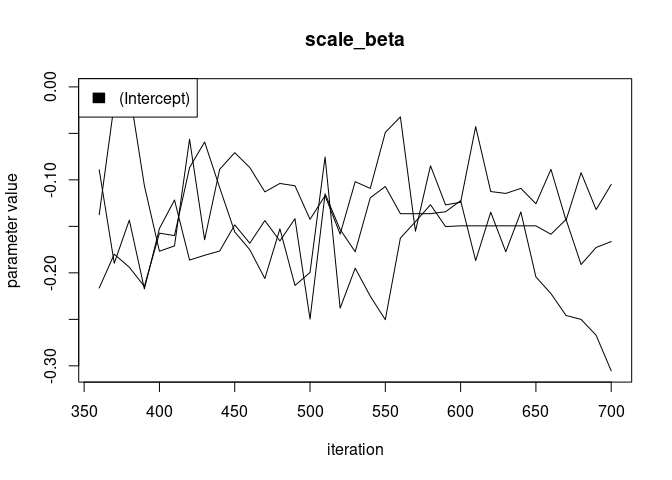 scale_beta
(Intercept)
parameter value
0.00
-0.10
-0.20
-0.30
350 400 450 500 550 600 650 700
iteration